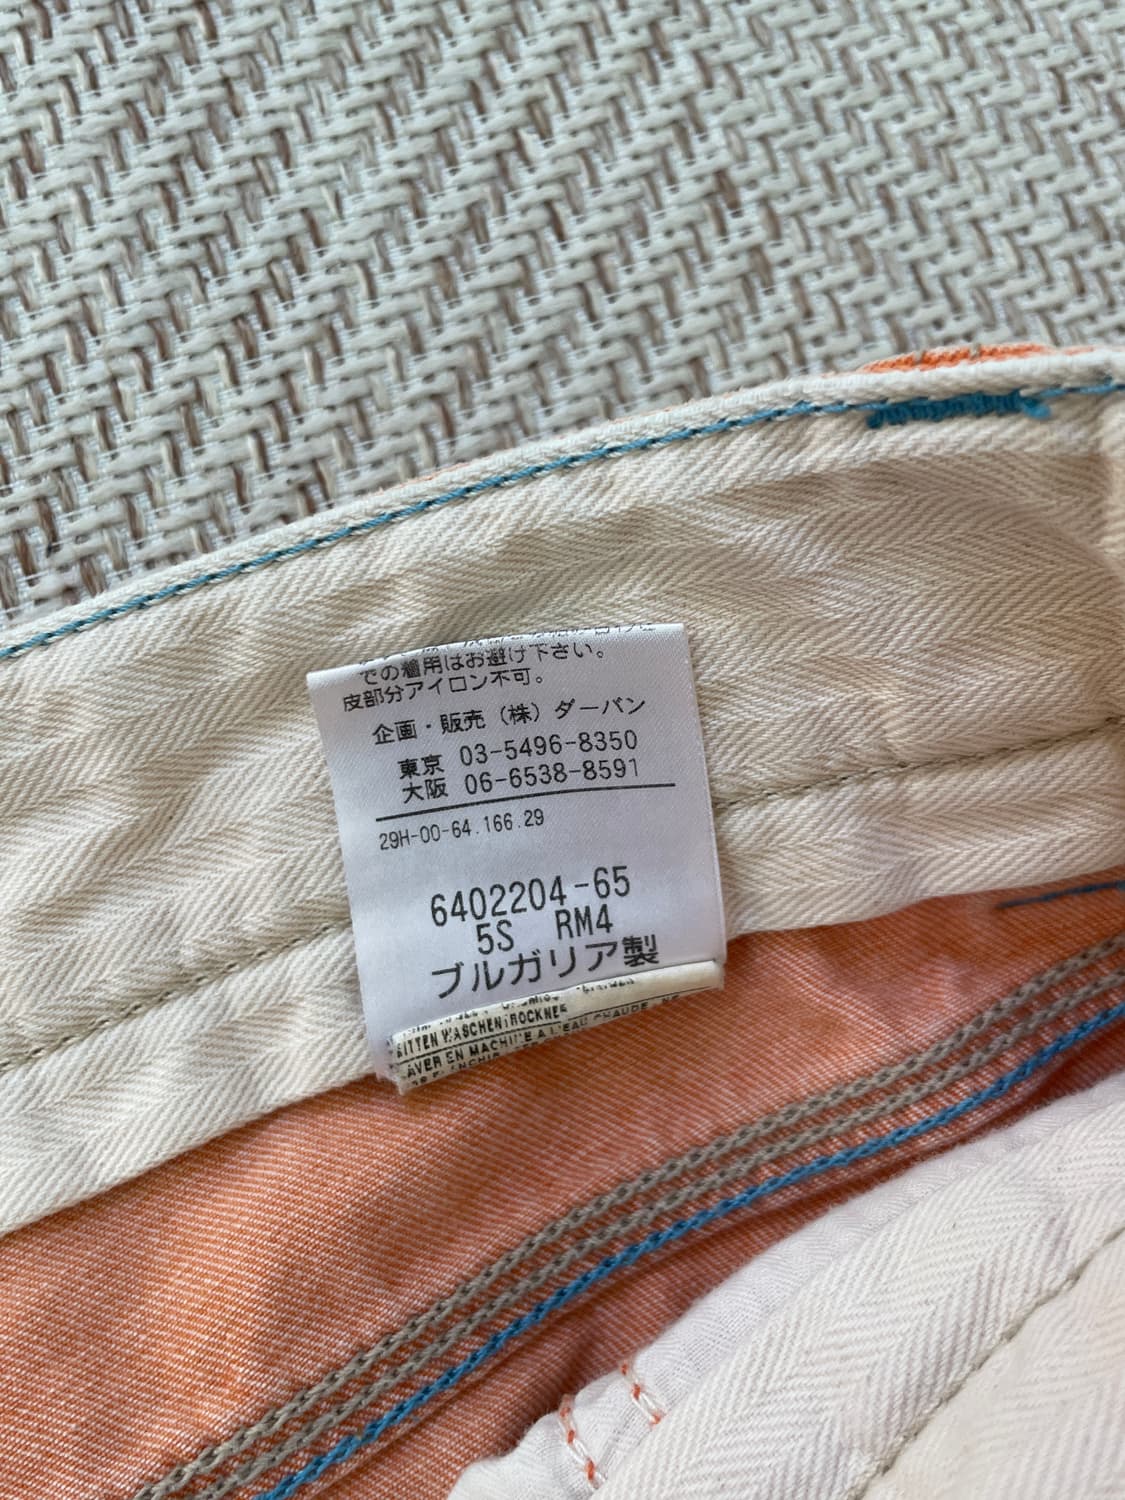 での着用はお避け下さい。
皮部分アイロン不可。
企画・販売（株）ダーバン
東京 03-5496-8350
大阪 06-6538-8591
29H-00-64.166.29
6402204-65
5S RM4
ブルガリア製
WASCHEN
EN MACHINE A L'EAU CHAUDE